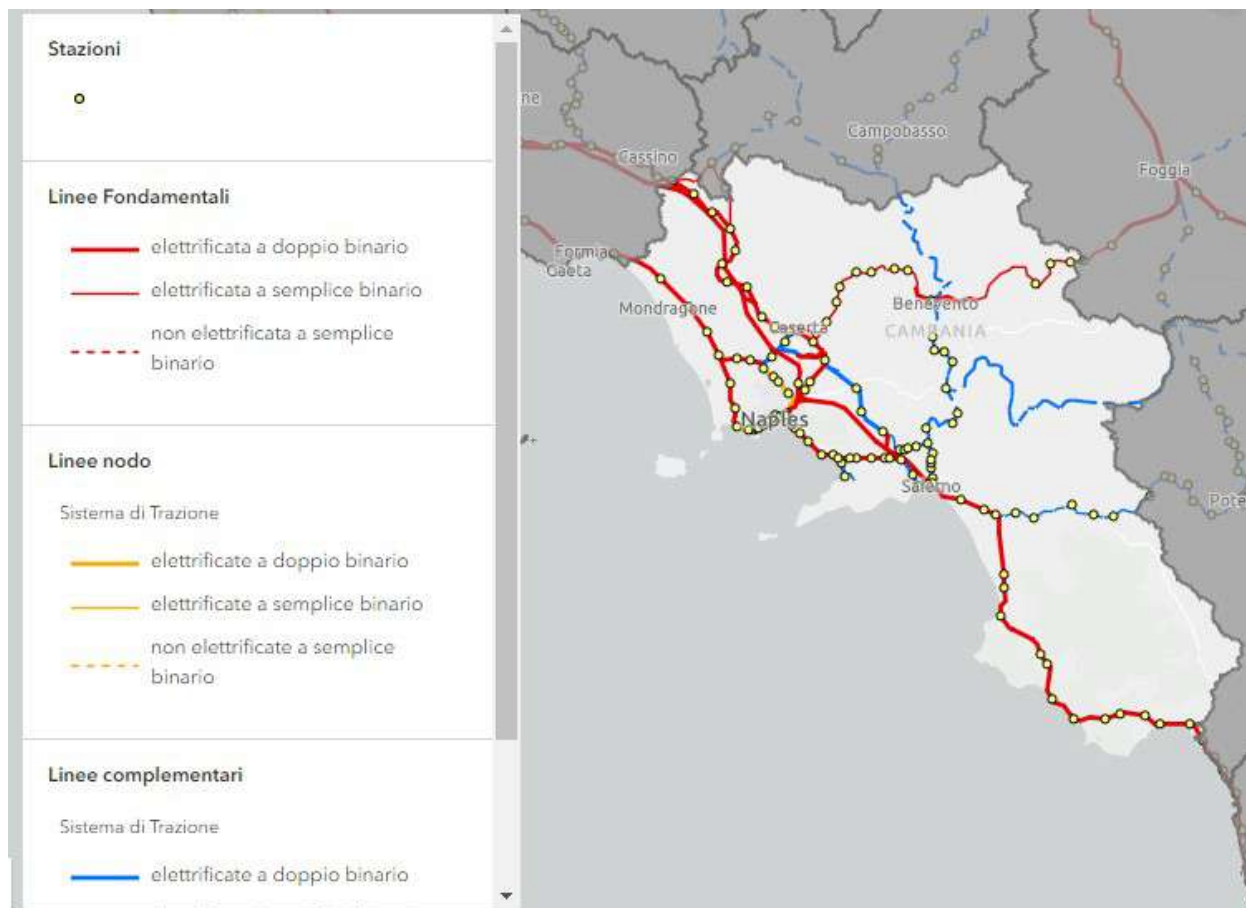 Stazioni
Linee Fondamentali
elettrificata a doppio binario
elettrificata a semplice binario
non elettrificata a semplice
binario
Linee nodo
Sistema di Trazione
elettrificate a doppio binario
elettrificate a semplice binario
non elettrificate a semplice
binario
Linee complementari
Sistema di Trazione
elettrificate a doppio binario
ne
Campobasso
Cassino
Foggia
Formia
Gaeta
Mondragone
Benevento
Caserta
CAMPANIA
Naples
Salerno
Pote